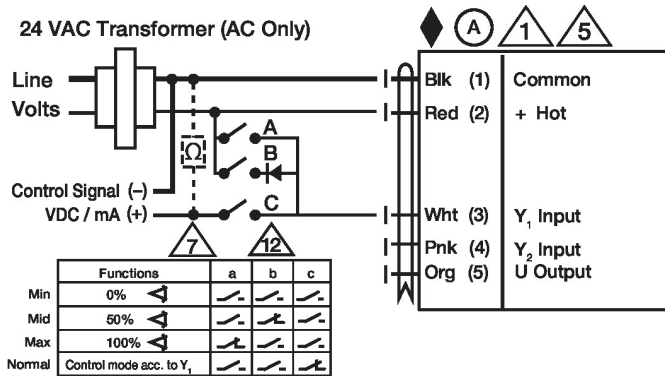 24 VAC Transformer (AC Only)
A 1 5
Line
Volts
Blk (1) Common
Red (2) + Hot
A
Ω
B
C
Control Signal (–)
VDC / mA (+)
Wht (3) Y1 Input
Pnk (4) Y2 Input
Org (5) U Output
7 12
Functions a b c
Min 0%
Mid 50%
Max 100%
Normal Control mode acc. to Y1